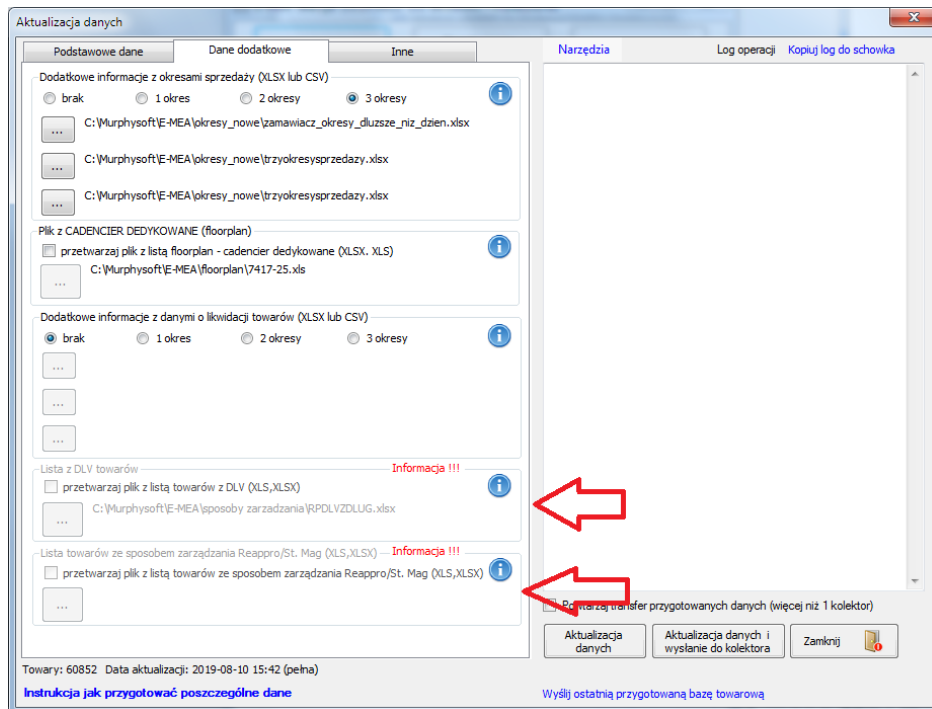 Aktualizacja danych
Podstawowe dane
Dane dodatkowe
Inne
Narzędzia
Log operacji
Kopiuj log do schowka
Dodatkowe informacje z okresami sprzedaży (XLSX lub CSV)
brak
1 okres
2 okresy
3 okresy
...
C:\Murphysoft\E-MEA\okresy_nowe\zamawiacz_okresy_dluzsze_niz_dzien.xlsx
...
C:\Murphysoft\E-MEA\okresy_nowe\trzyokresysprzedazy.xlsx
...
C:\Murphysoft\E-MEA\okresy_nowe\trzyokresysprzedazy.xlsx
Plik z CADENCIER DEDYKOWANE (floorplan)
przetwarzaj plik z listą floorplan - cadencier dedykowane (XLSX. XLS)
...
C:\Murphysoft\E-MEA\floorplan\7417-25.xls
Dodatkowe informacje z danymi o likwidacji towarów (XLSX lub CSV)
brak
1 okres
2 okresy
3 okresy
...
...
...
Lista z DLV towarów
Informacja !!!
przetwarzaj plik z listą towarów z DLV (XLS,XLSX)
...
C:\Murphysoft\E-MEA\sposoby zarzadzania\RPDLVZDLUG.xlsx
Lista towarów ze sposobem zarządzania Reappro/St. Mag (XLS,XLSX)
Informacja !!!
przetwarzaj plik z listą towarów ze sposobem zarządzania Reappro/St. Mag (XLS,XLSX)
...
Powtarzaj transfer przygotowanych danych (więcej niż 1 kolektor)
Aktualizacja
danych
Aktualizacja danych i
wysłanie do kolektora
Zamknij
Towary: 60852 Data aktualizacji: 2019-08-10 15:42 (pełna)
Instrukcja jak przygotować poszczególne dane
Wyślij ostatnią przygotowaną bazę towarową